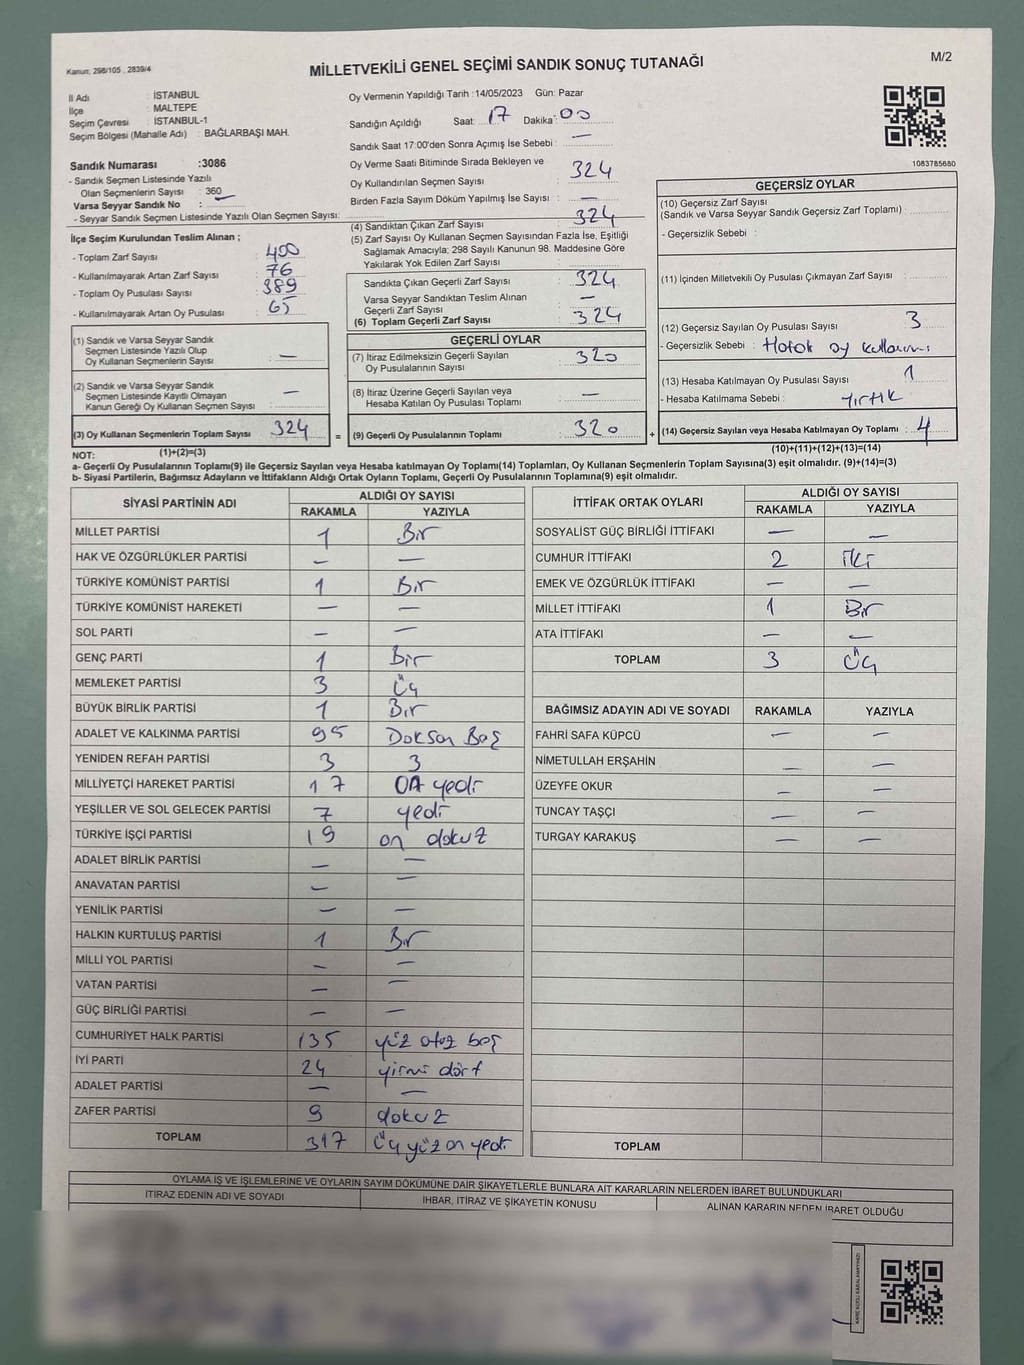 Kanun; 298/105 , 2839/4
MİLLETVEKİLİ GENEL SEÇİMİ SANDIK SONUÇ TUTANAĞI
M/2
İl Adı : İSTANBUL
İlçe : MALTEPE
Seçim Çevresi : İSTANBUL-1
Seçim Bölgesi (Mahalle Adı) : BAĞLARBAŞI MAH.
Oy Vermenin Yapıldığı Tarih :14/05/2023 Gün: Pazar
Sandığın Açıldığı Saat: 17 Dakika: 00
Sandık Saat 17:00'den Sonra Açımış İse Sebebi : —
1083785680
Sandık Numarası :3086
- Sandık Seçmen Listesinde Yazılı
Olan Seçmenlerin Sayısı : 360
Varsa Seyyar Sandık No :
- Seyyar Sandık Seçmen Listesinde Yazılı Olan Seçmen Sayısı:
Oy Verme Saati Bitiminde Sırada Bekleyen ve
Oy Kullandırılan Seçmen Sayısı : 324
Birden Fazla Sayım Döküm Yapılmış İse Sayısı : —
İlçe Seçim Kurulundan Teslim Alınan ;
- Toplam Zarf Sayısı : 400
- Kullanılmayarak Artan Zarf Sayısı : 76
- Toplam Oy Pusulası Sayısı : 389
- Kullanılmayarak Artan Oy Pusulası : 65
(4) Sandıktan Çıkan Zarf Sayısı : 324
(5) Zarf Sayısı Oy Kullanan Seçmen Sayısından Fazla İse, Eşitliği
Sağlamak Amacıyla; 298 Sayılı Kanunun 98. Maddesine Göre
Yakılarak Yok Edilen Zarf Sayısı :
Sandıkta Çıkan Geçerli Zarf Sayısı : 324
Varsa Seyyar Sandıktan Teslim Alınan
Geçerli Zarf Sayısı : —
(6) Toplam Geçerli Zarf Sayısı : 324
GEÇERSİZ OYLAR
(10) Geçersiz Zarf Sayısı
(Sandık ve Varsa Seyyar Sandık Geçersiz Zarf Toplamı) :
- Geçersizlik Sebebi :
(11) İçinden Milletvekili Oy Pusulası Çıkmayan Zarf Sayısı :
(12) Geçersiz Sayılan Oy Pusulası Sayısı : 3
- Geçersizlik Sebebi : Hatalı oy kullanımı
(13) Hesaba Katılmayan Oy Pusulası Sayısı : 1
- Hesaba Katılmama Sebebi : Yırtık
(14) Geçersiz Sayılan veya Hesaba Katılmayan Oy Toplamı : 4
(1) Sandık ve Varsa Seyyar Sandık
Seçmen Listesinde Yazılı Olup
Oy Kullanan Seçmenlerin Sayısı : —
(2) Sandık ve Varsa Seyyar Sandık
Seçmen Listesinde Kayıtlı Olmayan
Kanun Gereği Oy Kullanan Seçmen Sayısı : —
(3) Oy Kullanan Seçmenlerin Toplam Sayısı : 324
GEÇERLİ OYLAR
(7) İtiraz Edilmeksizin Geçerli Sayılan
Oy Pusulalarının Sayısı : 320
(8) İtiraz Üzerine Geçerli Sayılan veya
Hesaba Katılan Oy Pusulası Toplamı : —
= (9) Geçerli Oy Pusulalarının Toplamı : 320 +
NOT: (1)+(2)=(3) (10)+(11)+(12)+(13)=(14)
a- Geçerli Oy Pusulalarının Toplamı(9) ile Geçersiz Sayılan veya Hesaba katılmayan Oy Toplamı(14) Toplamları, Oy Kullanan Seçmenlerin Toplam Sayısına(3) eşit olmalıdır. (9)+(14)=(3)
b- Siyasi Partilerin, Bağımsız Adayların ve İttifakların Aldığı Ortak Oyların Toplamı, Geçerli Oy Pusulalarının Toplamına(9) eşit olmalıdır.
SİYASİ PARTİNİN ADI ALDIĞI OY SAYISI
RAKAMLA YAZIYLA
MİLLET PARTİSİ 1 Bir
HAK VE ÖZGÜRLÜKLER PARTİSİ — —
TÜRKİYE KOMÜNİST PARTİSİ 1 Bir
TÜRKİYE KOMÜNİST HAREKETİ — —
SOL PARTİ — —
GENÇ PARTİ 1 Bir
MEMLEKET PARTİSİ 3 Üç
BÜYÜK BİRLİK PARTİSİ 1 Bir
ADALET VE KALKINMA PARTİSİ 95 Doksan Beş
YENİDEN REFAH PARTİSİ 3 3
MİLLİYETÇİ HAREKET PARTİSİ 17 On yedi
YEŞİLLER VE SOL GELECEK PARTİSİ 7 yedi
TÜRKİYE İŞÇİ PARTİSİ 19 on dokuz
ADALET BİRLİK PARTİSİ — —
ANAVATAN PARTİSİ — —
YENİLİK PARTİSİ — —
HALKIN KURTULUŞ PARTİSİ 1 Bir
MİLLİ YOL PARTİSİ — —
VATAN PARTİSİ — —
GÜÇ BİRLİĞİ PARTİSİ — —
CUMHURİYET HALK PARTİSİ 135 yüz otuz beş
İYİ PARTİ 24 yirmi dört
ADALET PARTİSİ — —
ZAFER PARTİSİ 9 dokuz
TOPLAM 317 Üç yüz on yedi
İTTİFAK ORTAK OYLARI ALDIĞI OY SAYISI
RAKAMLA YAZIYLA
SOSYALİST GÜÇ BİRLİĞİ İTTİFAKI — —
CUMHUR İTTİFAKI 2 iki
EMEK VE ÖZGÜRLÜK İTTİFAKI — —
MİLLET İTTİFAKI 1 Bir
ATA İTTİFAKI — —
TOPLAM 3 Üç
BAĞIMSIZ ADAYIN ADI VE SOYADI RAKAMLA YAZIYLA
FAHRİ SAFA KÜPCÜ — —
NİMETULLAH ERŞAHİN — —
ÜZEYFE OKUR — —
TUNCAY TAŞÇI — —
TURGAY KARAKUŞ — —
TOPLAM
OYLAMA İŞ VE İŞLEMLERİNE VE OYLARIN SAYIM DÖKÜMÜNE DAİR ŞİKAYETLERLE BUNLARA AİT KARARLARIN NELERDEN İBARET BULUNDUKLARI
İTİRAZ EDENİN ADI VE SOYADI İHBAR, İTİRAZ VE ŞİKAYETİN KONUSU ALINAN KARARIN NEDEN İBARET OLDUĞU